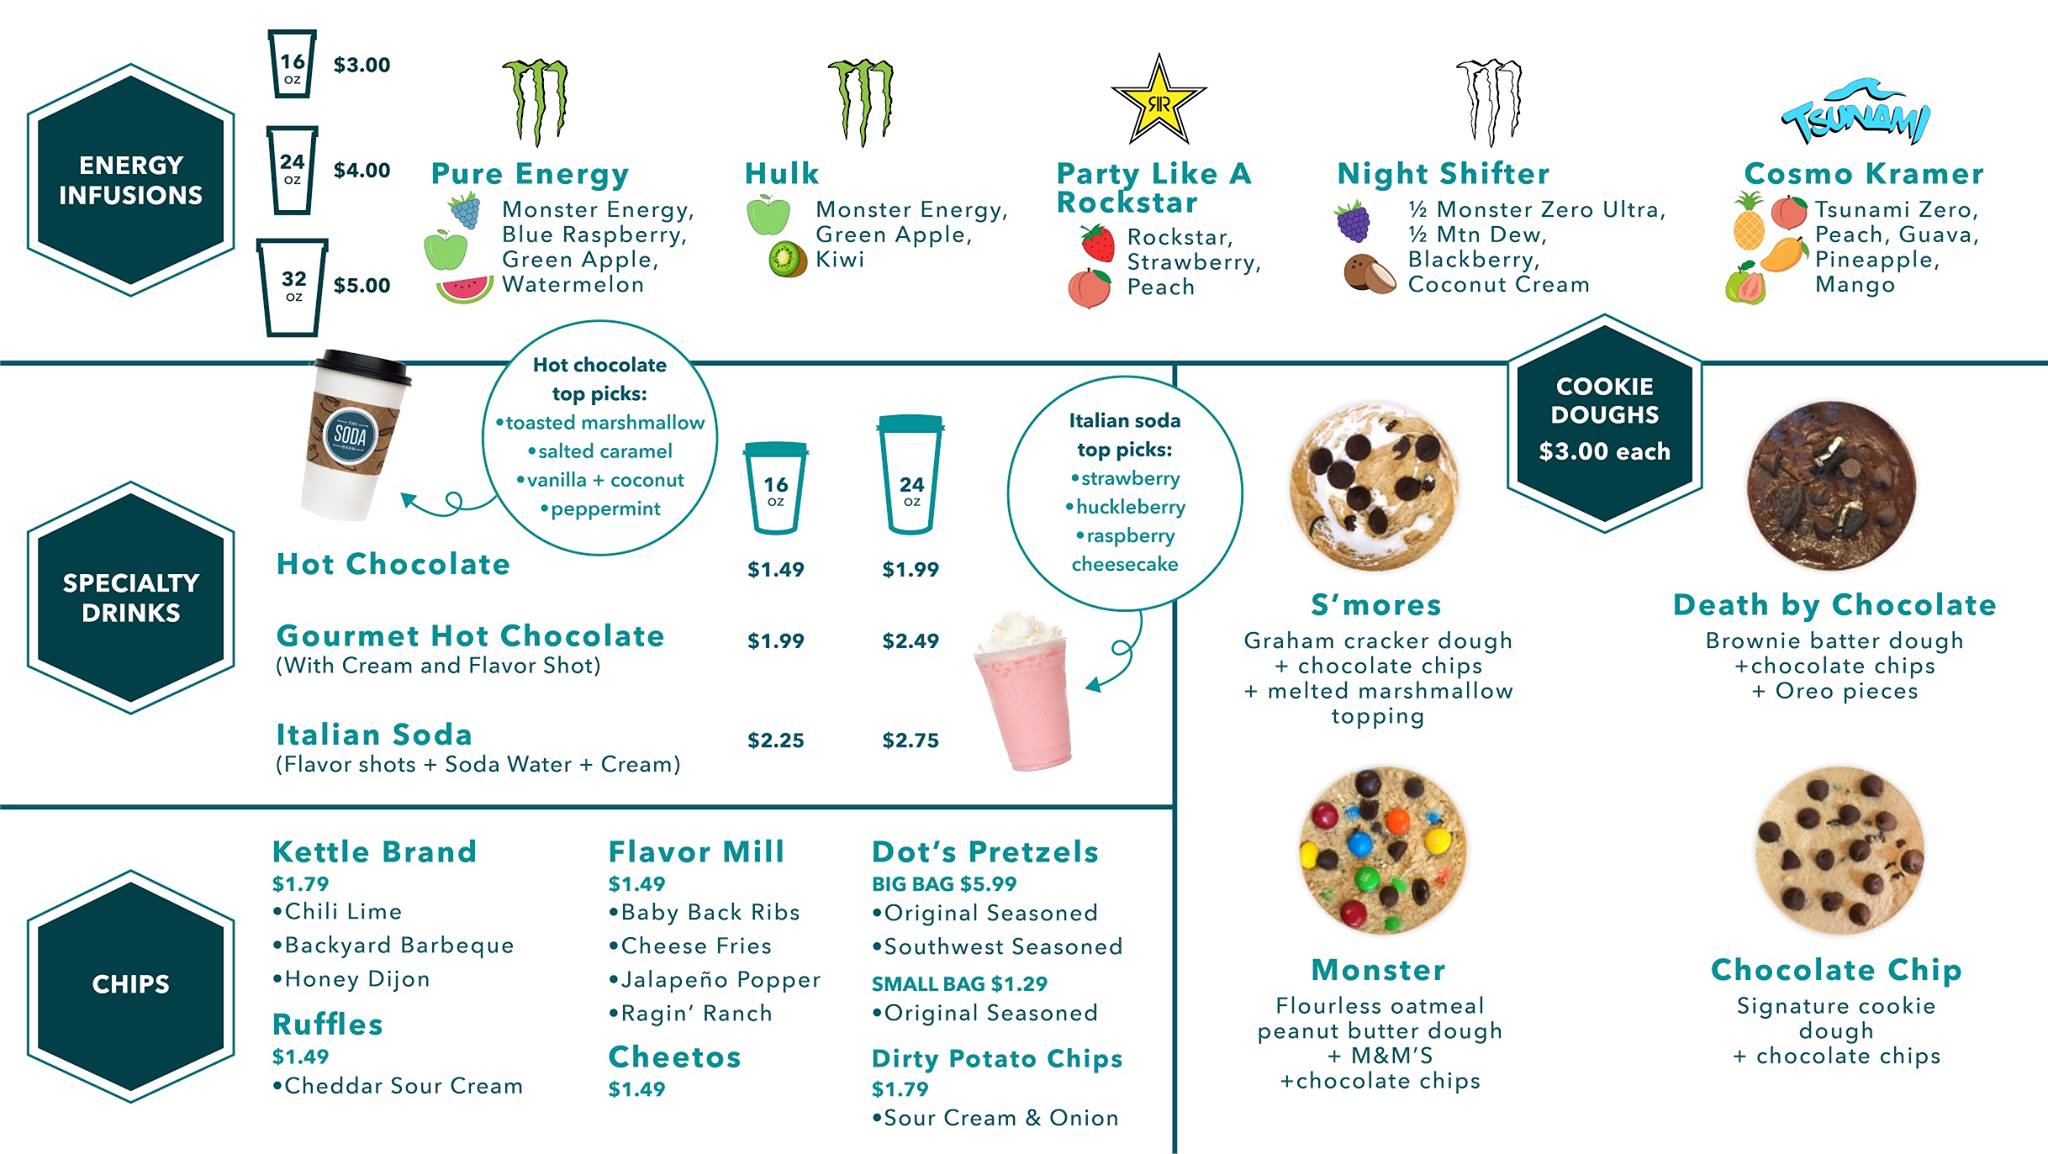 ENERGY
INFUSIONS
16
oz
$3.00
24
oz
$4.00
32
oz
$5.00
Pure Energy
Monster Energy,
Blue Raspberry,
Green Apple,
Watermelon
Hulk
Monster Energy,
Green Apple,
Kiwi
Party Like A
Rockstar
Rockstar,
Strawberry,
Peach
Night Shifter
½ Monster Zero Ultra,
½ Mtn Dew,
Blackberry,
Coconut Cream
TSUNAMI
Cosmo Kramer
Tsunami Zero,
Peach, Guava,
Pineapple,
Mango
SPECIALTY
DRINKS
THE
SODA
Hot chocolate
top picks:
•toasted marshmallow
•salted caramel
•vanilla + coconut
•peppermint
16
oz
24
oz
Italian soda
top picks:
•strawberry
•huckleberry
•raspberry
cheesecake
Hot Chocolate
$1.49
$1.99
Gourmet Hot Chocolate
(With Cream and Flavor Shot)
$1.99
$2.49
Italian Soda
(Flavor shots + Soda Water + Cream)
$2.25
$2.75
COOKIE
DOUGHS
$3.00 each
S’mores
Graham cracker dough
+ chocolate chips
+ melted marshmallow
topping
Death by Chocolate
Brownie batter dough
+chocolate chips
+ Oreo pieces
Monster
Flourless oatmeal
peanut butter dough
+ M&M’S
+chocolate chips
Chocolate Chip
Signature cookie
dough
+ chocolate chips
CHIPS
Kettle Brand
$1.79
•Chili Lime
•Backyard Barbeque
•Honey Dijon
Ruffles
$1.49
•Cheddar Sour Cream
Flavor Mill
$1.49
•Baby Back Ribs
•Cheese Fries
•Jalapeño Popper
•Ragin’ Ranch
Cheetos
$1.49
Dot’s Pretzels
BIG BAG $5.99
•Original Seasoned
•Southwest Seasoned
SMALL BAG $1.29
•Original Seasoned
Dirty Potato Chips
$1.79
•Sour Cream & Onion